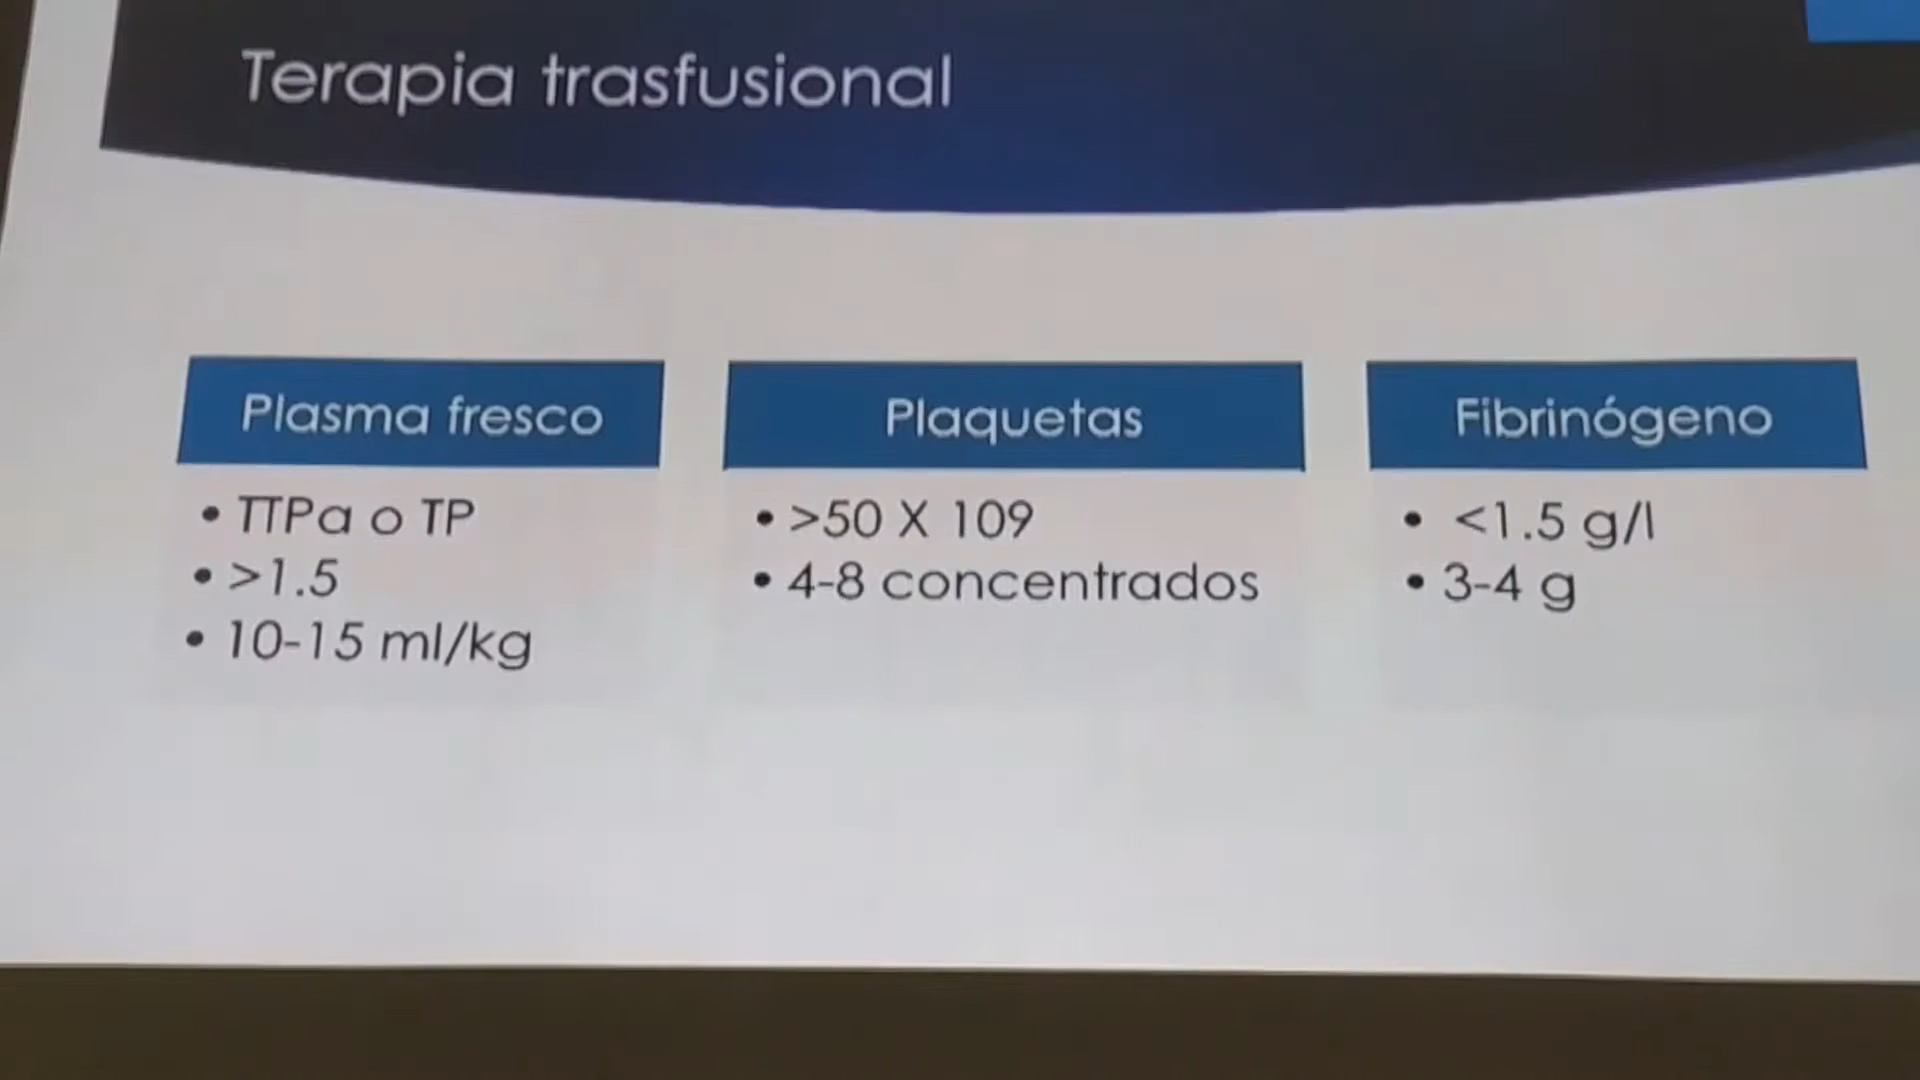 Terapia trasfusional
Plasma fresco
• TTPa o TP
• >1.5
• 10-15 ml/kg
Plaquetas
• >50 X 109
• 4-8 concentrados
Fibrinógeno
• <1.5 g/l
• 3-4 g